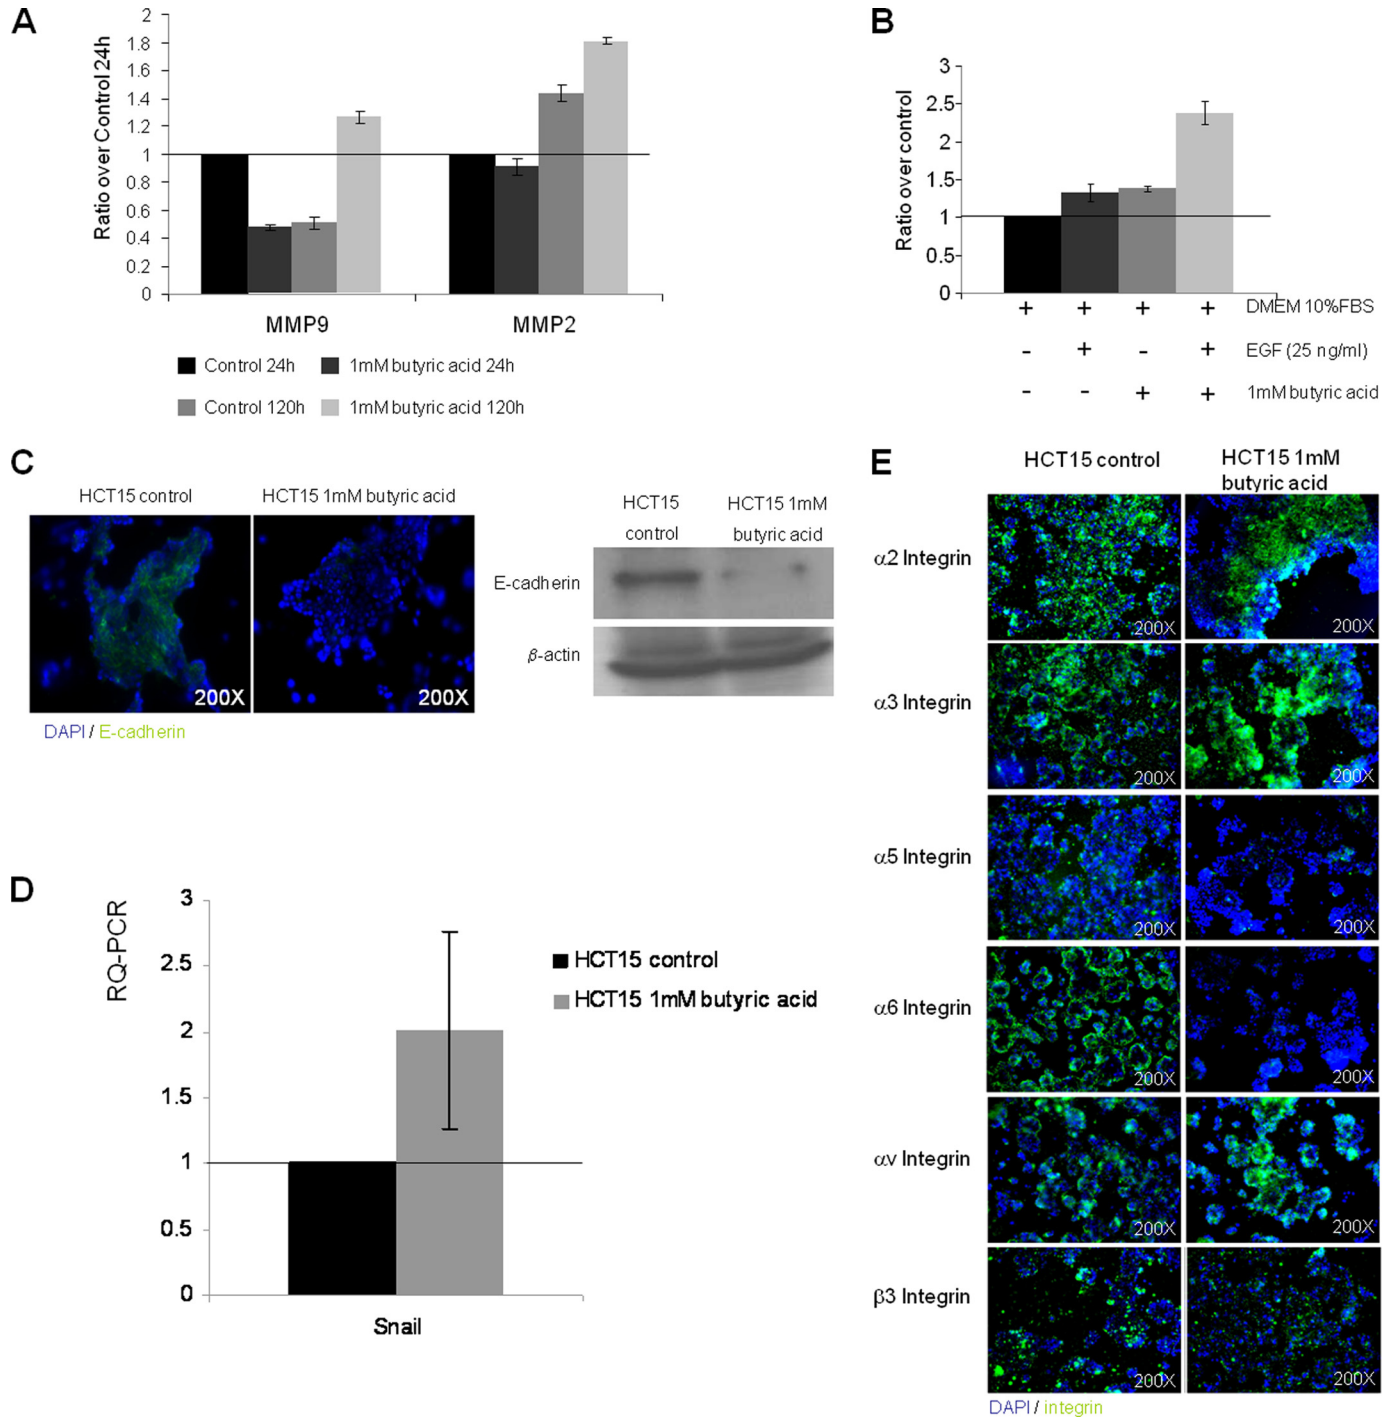 A
2
1.8
1.6
1.4
1.2
1
0.8
0.6
0.4
0.2
0
Ratio over Control 24h
MMP9
MMP2
Control 24h
1mM butyric acid 24h
Control 120h
1mM butyric acid 120h
B
3
2.5
2
1.5
1
0.5
0
Ratio over control
+ + + + DMEM 10%FBS
- + - + EGF (25 ng/ml)
- - + + 1mM butyric acid
C
HCT15 control
HCT15 1mM butyric acid
200X
200X
DAPI / E-cadherin
HCT15
control
HCT15 1mM
butyric acid
E-cadherin
β-actin
D
RQ-PCR
3
2.5
2
1.5
1
0.5
0
Snail
HCT15 control
HCT15 1mM butyric acid
E
HCT15 control
HCT15 1mM
butyric acid
α2 Integrin
200X
200X
α3 Integrin
200X
200X
α5 Integrin
200X
200X
α6 Integrin
200X
200X
αv Integrin
200X
200X
β3 Integrin
200X
200X
DAPI / integrin